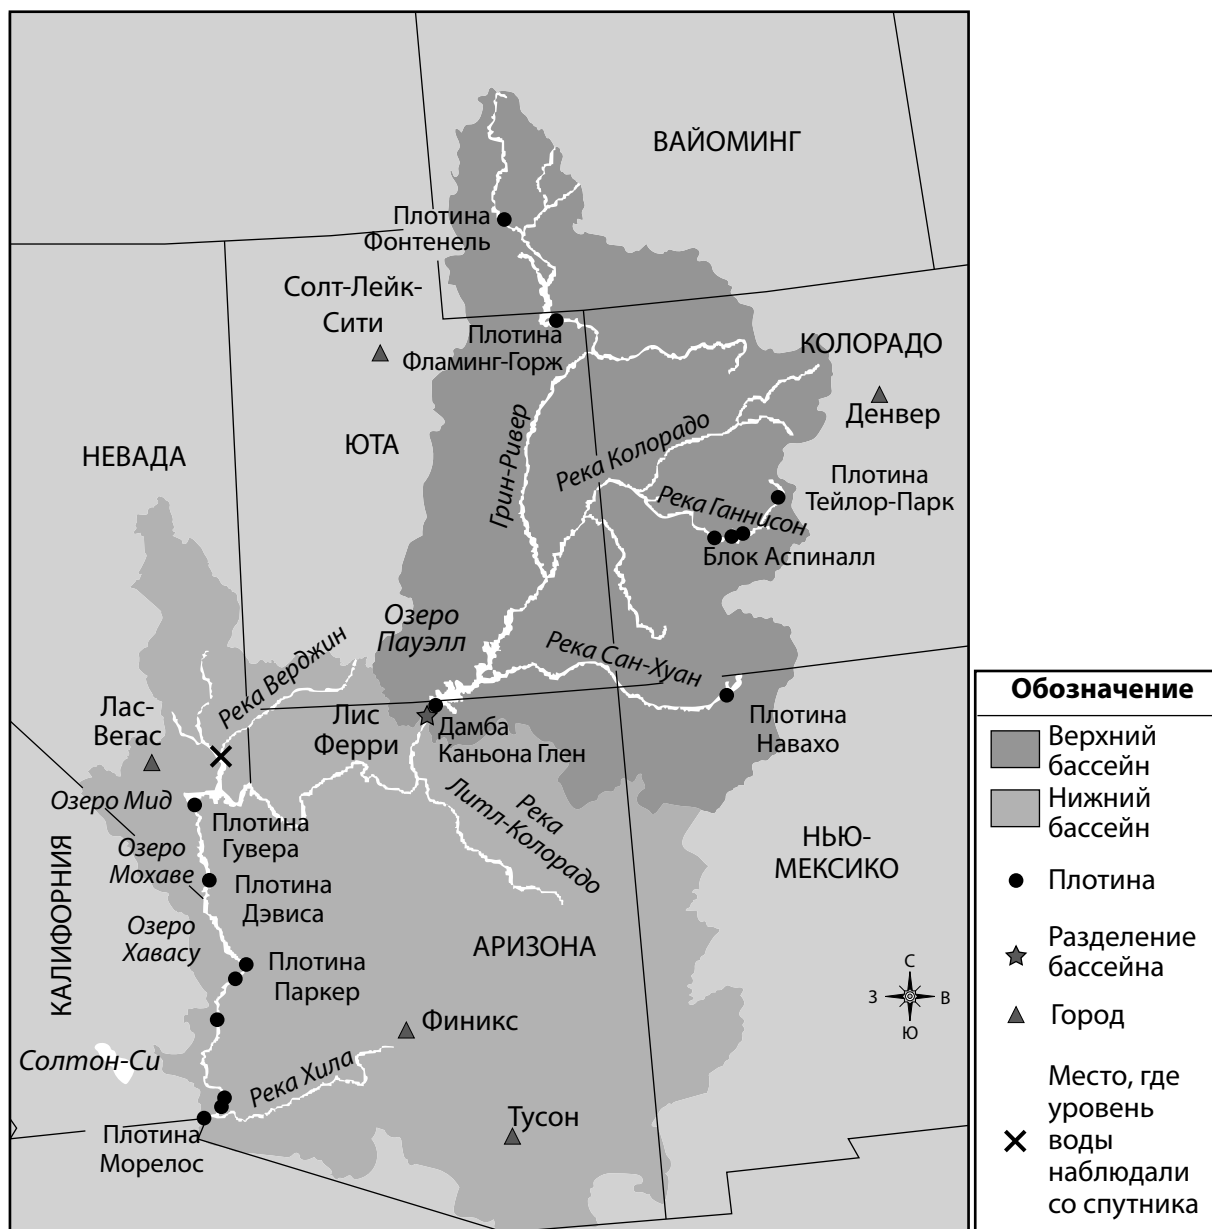 ВАЙОМИНГ
Плотина
Фонтенель
Солт-Лейк-
Сити
Плотина
Фламинг-Горж
КОЛОРАДО
Денвер
НЕВАДА
ЮТА
Грин-Ривер
Река Колорадо
Плотина
Тейлор-Парк
Река Ганнисон
Блок Аспиналл
Озеро
Пауэлл
Река Сан-Хуан
Река Верджин
Лас-
Вегас
Лис
Ферри
Дамба
Каньона Глен
Плотина
Навахо
Озеро Мид
Плотина
Гувера
Река
Литл-Колорадо
НЬЮ-
МЕКСИКО
Озеро
Мохаве
Плотина
Дэвиса
КАЛИФОРНИЯ
Озеро
Хавасу
АРИЗОНА
Плотина
Паркер
Финикс
Солтон-Си
Река Хила
Тусон
Плотина
Морелос
С
З
В
Ю
Обозначение
Верхний
бассейн
Нижний
бассейн
Плотина
Разделение
бассейна
Город
Место, где
уровень
воды
наблюдали
со спутника